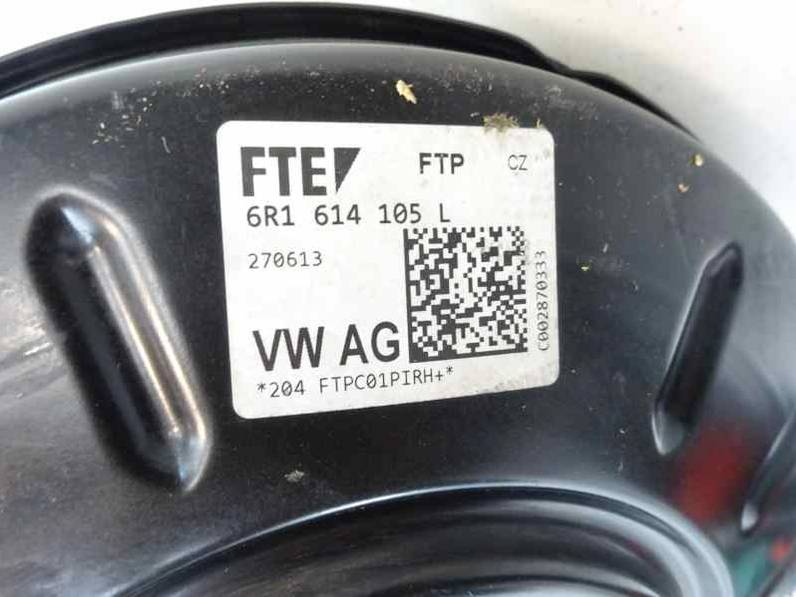 FTE FTP CZ
6R1 614 105 L
270613
C002870333
VW AG
*204 FTPC01PIRH+*